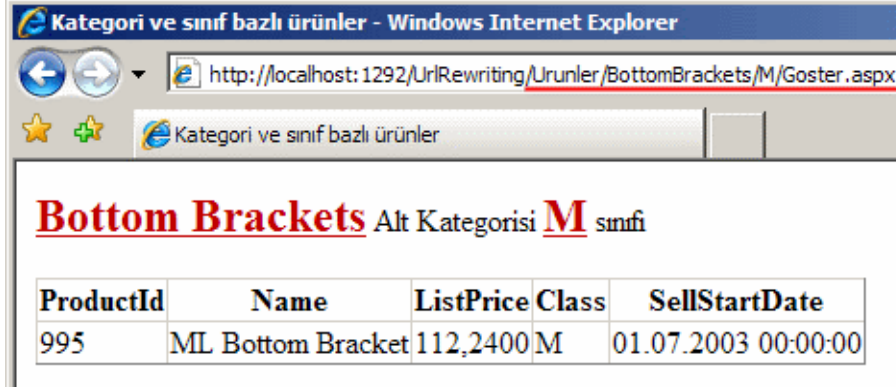 Kategori ve sınıf bazlı ürünler - Windows Internet Explorer
http://localhost:1292/UrlRewriting/Urunler/BottomBrackets/M/Goster.aspx
Kategori ve sınıf bazlı ürünler
Bottom Brackets Alt Kategorisi M sınıfi
ProductId Name ListPrice Class SellStartDate
995 ML Bottom Bracket 112,2400 M 01.07.2003 00:00:00